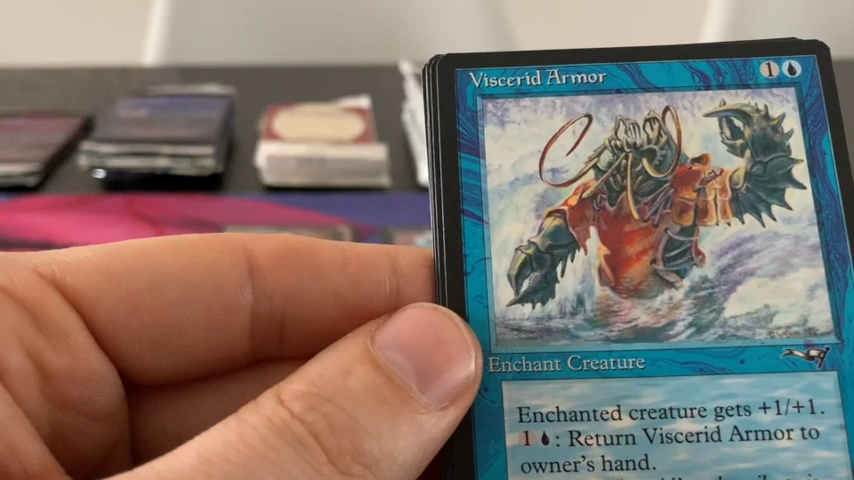 Viscerid Armor 1
Enchant Creature
Enchanted creature gets +1/+1.
1 : Return Viscerid Armor to
owner's hand.